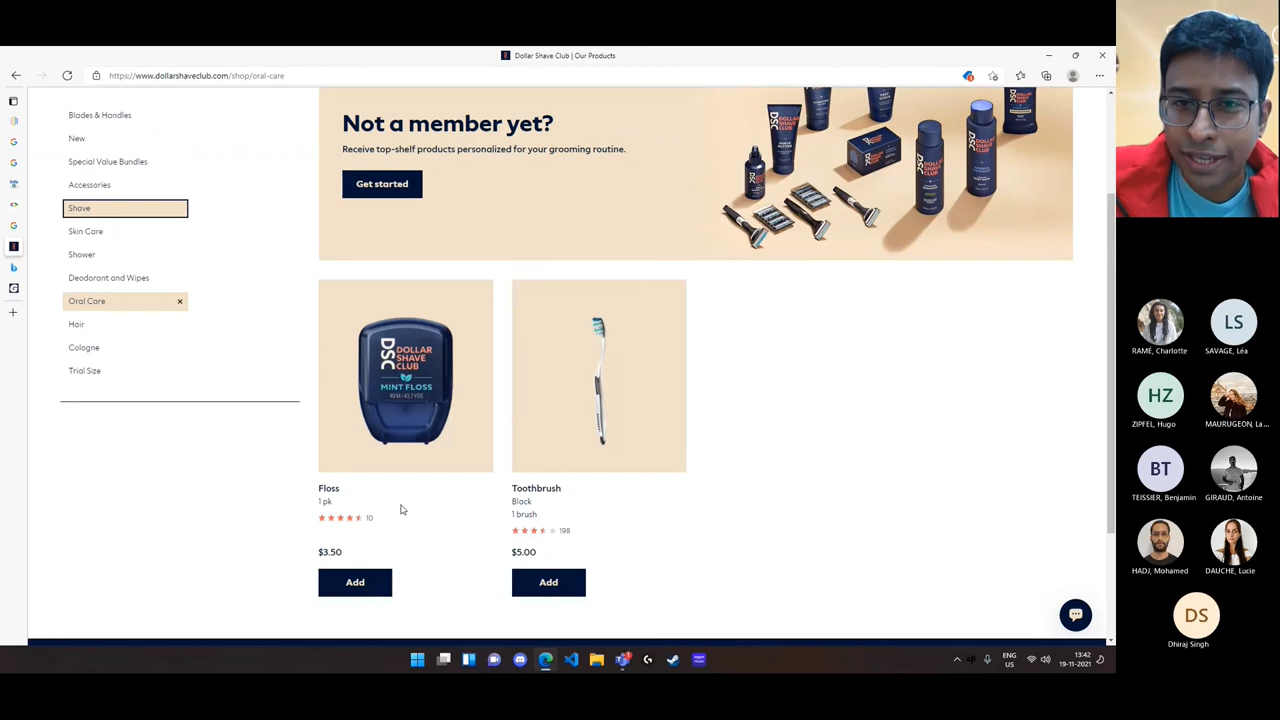 Dollar Shave Club | Our Products
https://www.dollarshaveclub.com/shop/oral-care
Blades & Handles
New
Special Value Bundles
Accessories
Shave
Skin Care
Shower
Deodorant and Wipes
Oral Care
Hair
Cologne
Trial Size
Not a member yet?
Receive top-shelf products personalized for your grooming routine.
Get started
DSC DOLLAR SHAVE CLUB
MINT FLOSS
Floss
1 pk
10
$3.50
Add
Toothbrush
Black
1 brush
198
$5.00
Add
ENG
US
13:42
19-11-2021
RAMÉ, Charlotte
LS
SAVAGE, Léa
HZ
ZIPFEL, Hugo
MAURUGEON, La...
BT
TEISSIER, Benjamin
GIRAUD, Antoine
HADJ, Mohamed
DAUCHE, Lucie
DS
Dhiraj Singh